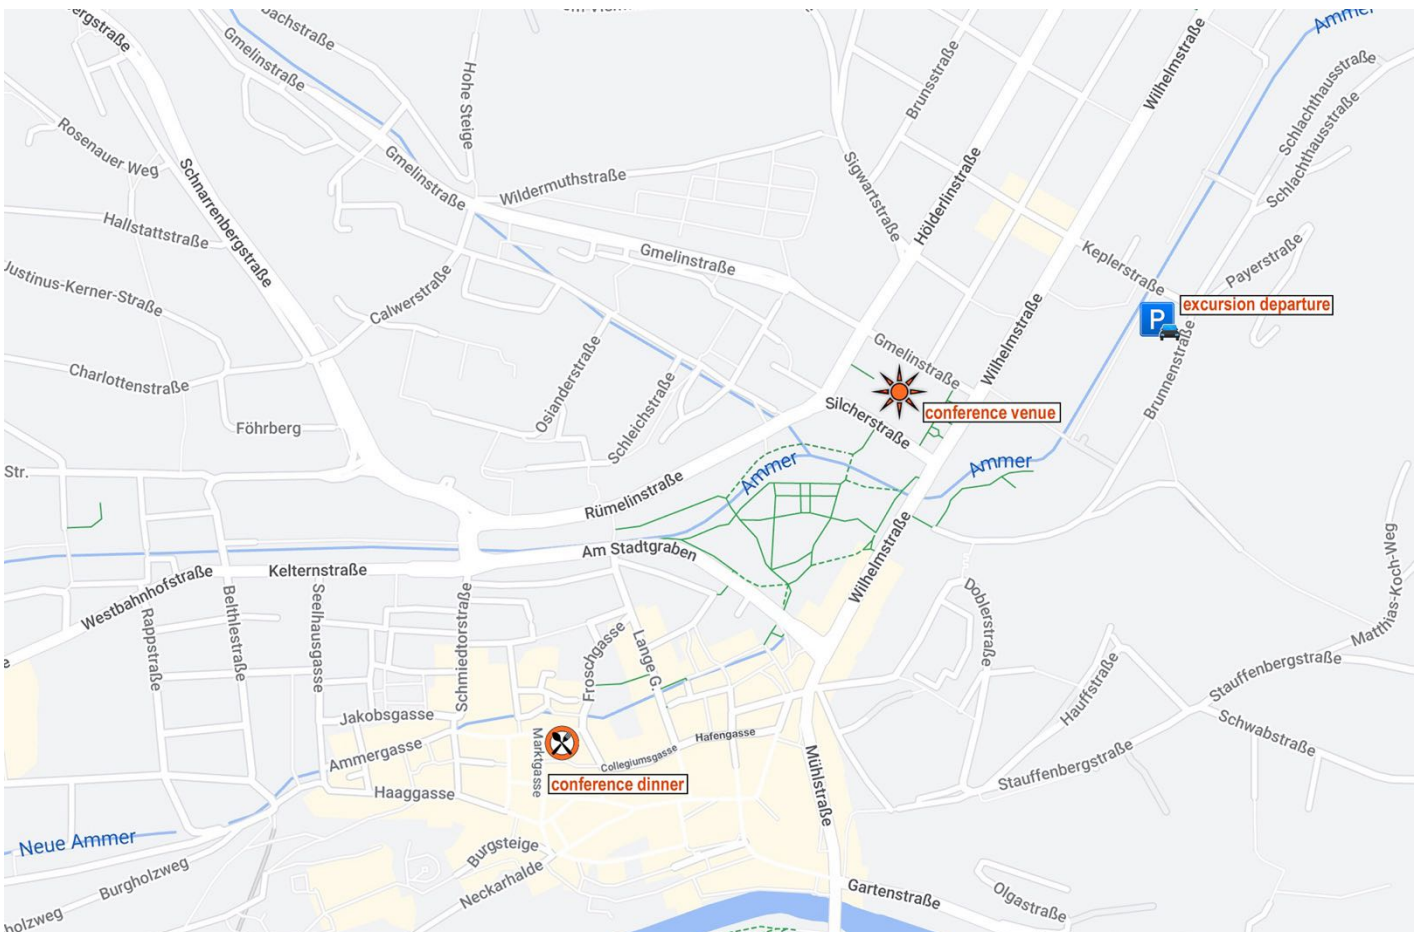 Ammer
Wilhelmstraße
Bachstraße
Gmelinstraße
Hohe Steige
Brunsstraße
Schlachthausstraße
Schlachthausstraße
Rosenauer Weg
Gmelinstraße
Wildermuthstraße
Sigwartstraße
Hölderlinstraße
Schnarrenbergstraße
Hallstattstraße
Gmelinstraße
Keplerstraße
Payerstraße
Justinus-Kerner-Straße
Calwerstraße
P
excursion departure
Wilhelmstraße
Gmelinstraße
Brunnenstraße
Charlottenstraße
Osianderstraße
Schleichstraße
Silcherstraße
conference venue
Föhrberg
Str.
Ammer
Ammer
Rümelinstraße
Am Stadtgraben
Wilhelmstraße
Kelternstraße
Westbahnhofstraße
Rappstraße
Belthlestraße
Seelhausgasse
Schmiedtorstraße
Froschgasse
Lange G.
Doblerstraße
Matthias-Koch-Weg
Stauffenbergstraße
Hauffstraße
Schwabstraße
Jakobsgasse
Ammergasse
Marktgasse
Collegiumsgasse
Hafengasse
Mühlstraße
Stauffenbergstraße
conference dinner
Haaggasse
Neue Ammer
Burgholzweg
Burgsteige
Neckarhalde
Gartenstraße
Olgastraße
holzweg